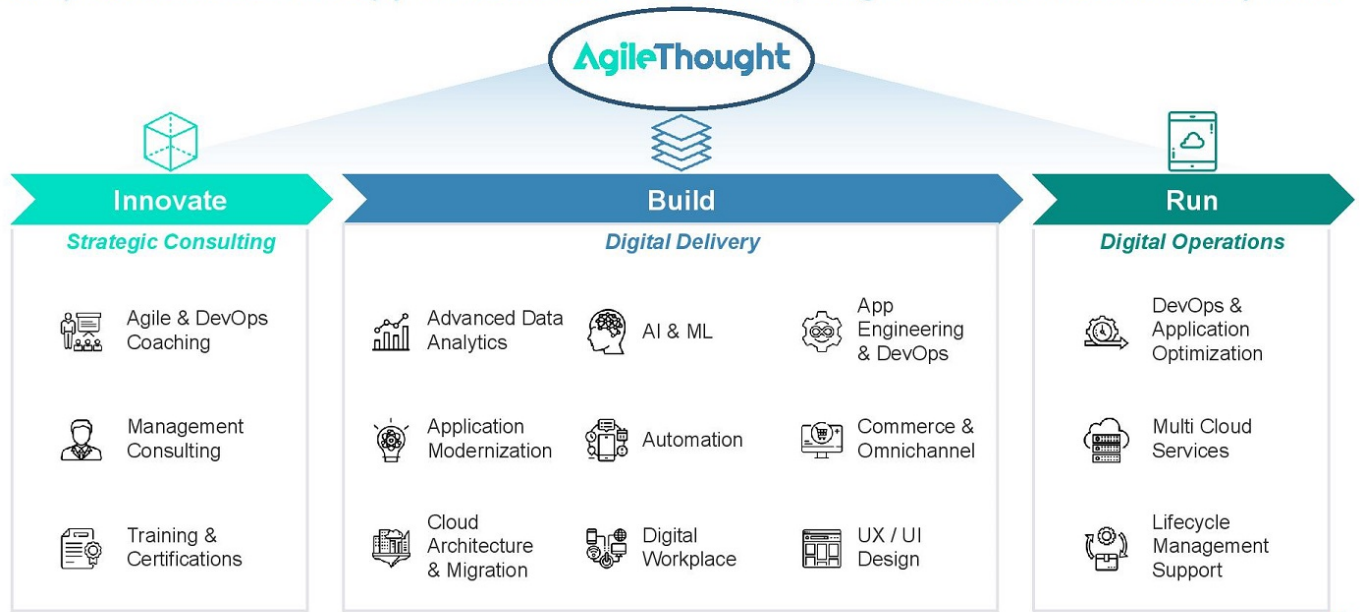 AgileThought
Innovate
Build
Run
Strategic Consulting
Digital Delivery
Digital Operations
Agile & DevOps
Coaching
Management
Consulting
Training &
Certifications
Advanced Data
Analytics
AI & ML
App
Engineering
& DevOps
Application
Modernization
Automation
Commerce &
Omnichannel
Cloud
Architecture
& Migration
Digital
Workplace
UX / UI
Design
DevOps &
Application
Optimization
Multi Cloud
Services
Lifecycle
Management
Support